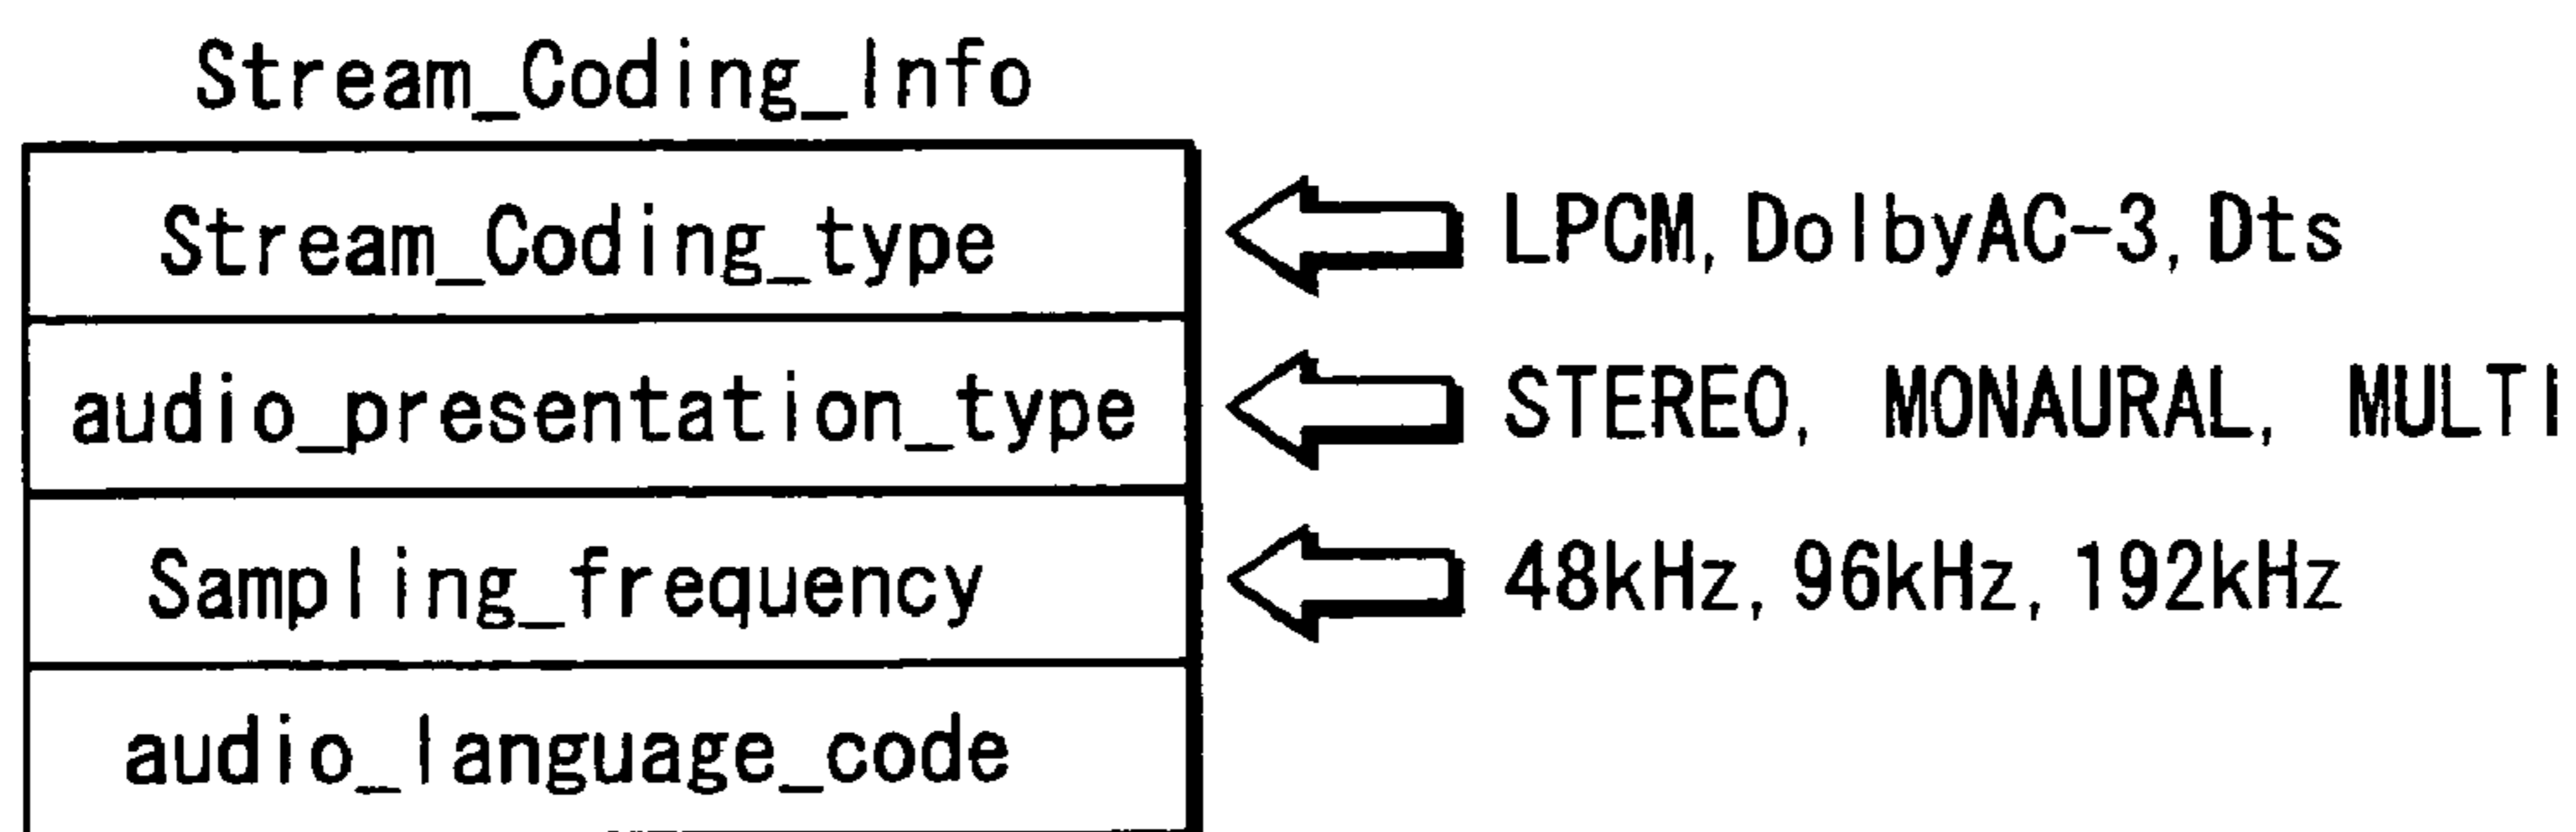 Stream_Coding_Info
Stream_Coding_type LPCM, DolbyAC-3, Dts
audio_presentation_type STEREO, MONAURAL, MULTI
Sampling_frequency 48kHz, 96kHz, 192kHz
audio_language_code